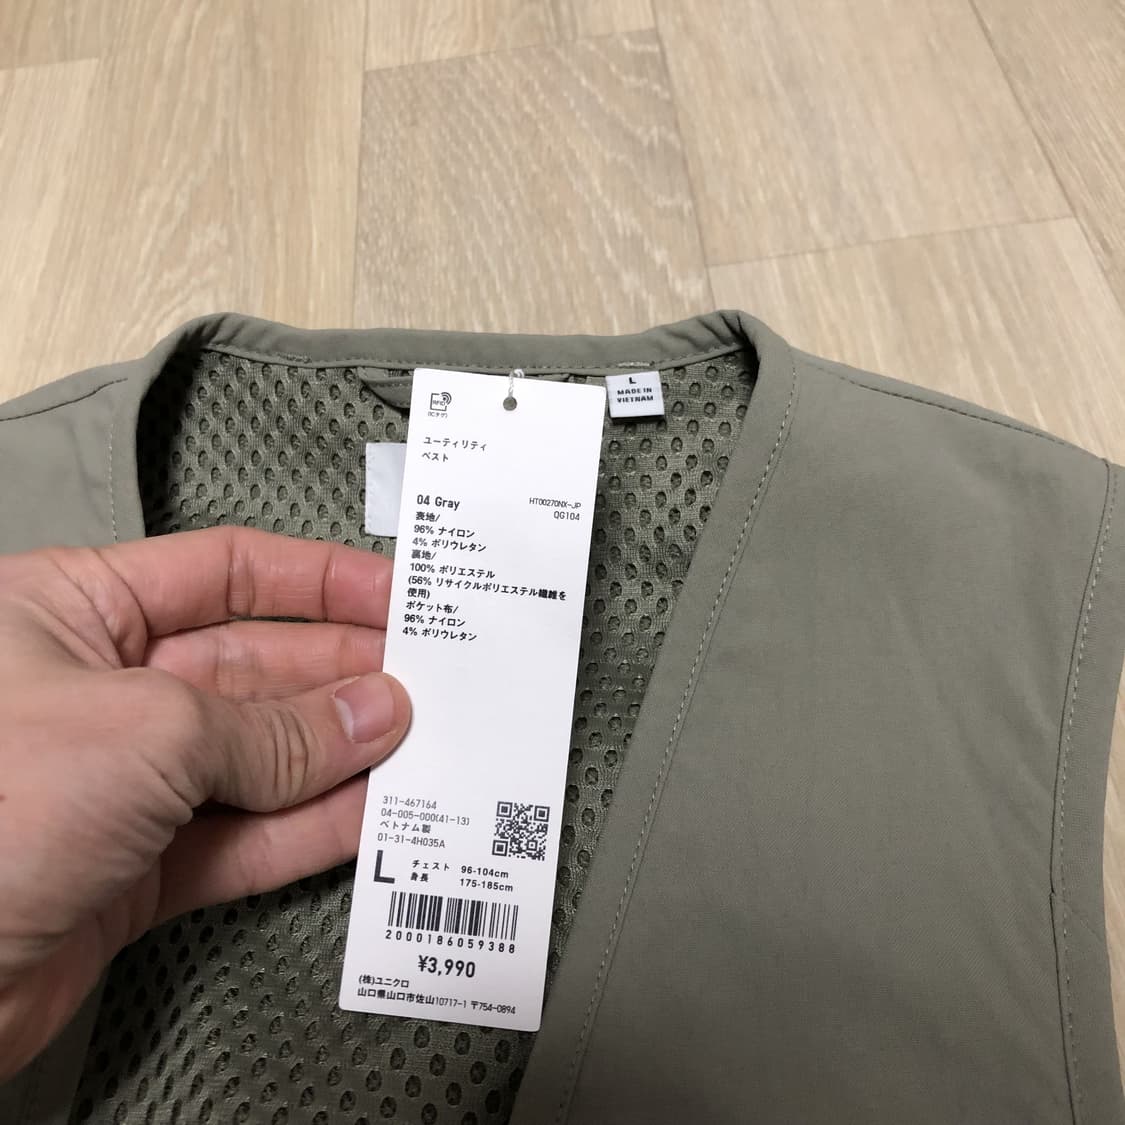 L
MADE IN
VIETNAM
RFID
(ICタグ)
ユーティリティ
ベスト
04 Gray
HT00270NX-JP
QG104
表地/
96% ナイロン
4% ポリウレタン
裏地/
100% ポリエステル
(56% リサイクルポリエステル繊維を
使用)
ポケット布/
96% ナイロン
4% ポリウレタン
311-467164
04-005-000(41-13)
ベトナム製
01-31-4H035A
L チェスト 96-104cm
身長 175-185cm
2000186059388
¥3,990
(株)ユニクロ
山口県山口市佐山10717-1 〒754-0894